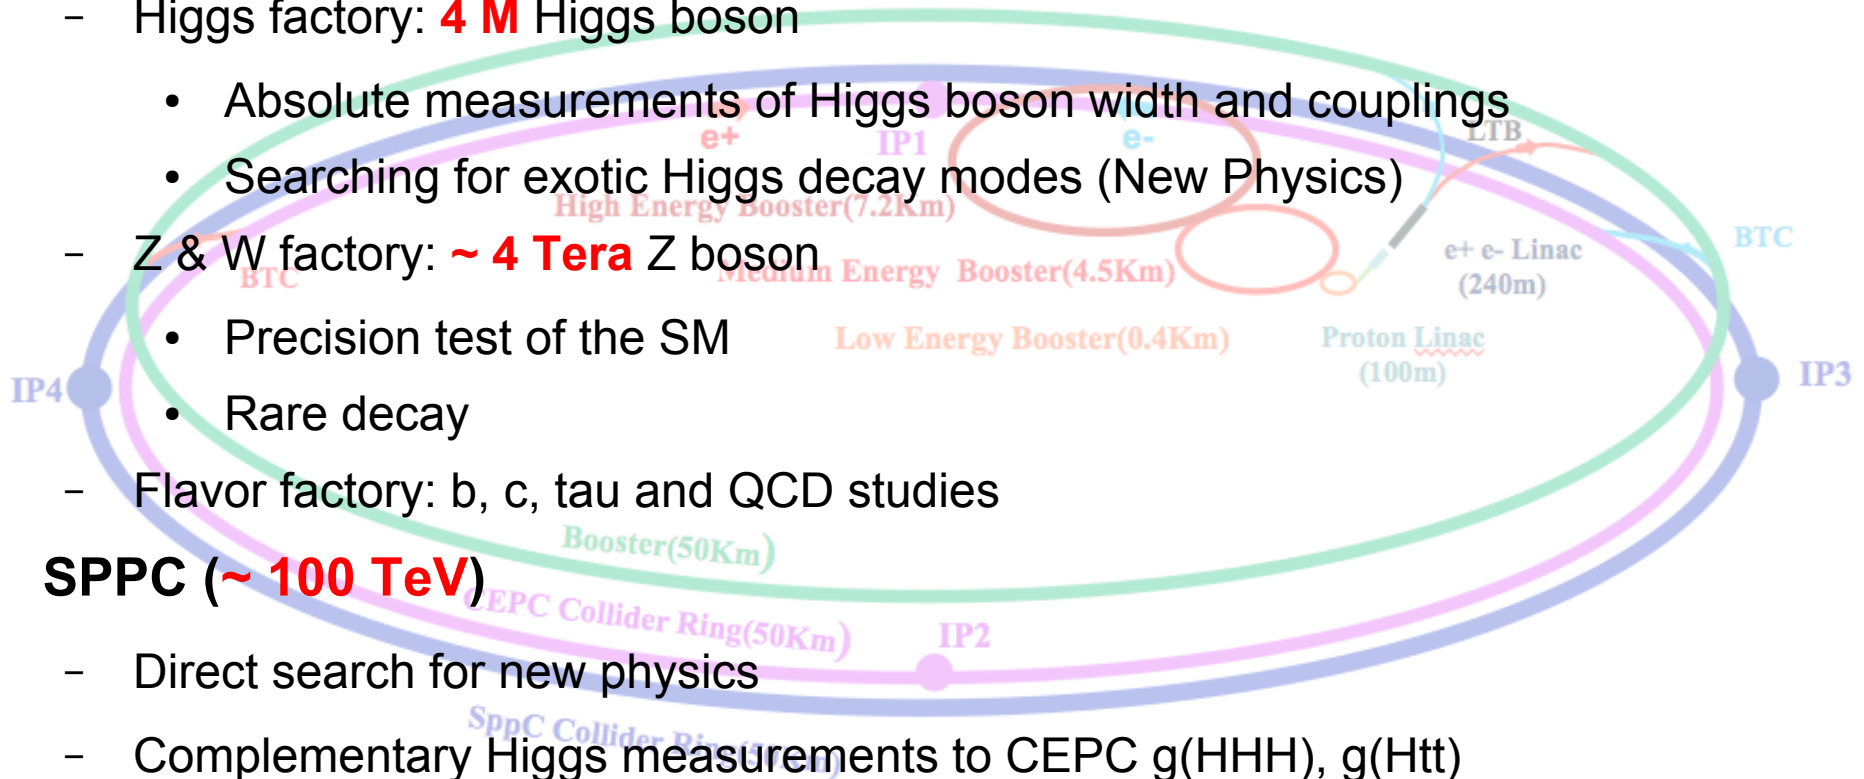 – Higgs factory: 4 M Higgs boson
• Absolute measurements of Higgs boson width and couplings
e+ IP1 e- LTB
• Searching for exotic Higgs decay modes (New Physics)
High Energy Booster(7.2Km)
– Z & W factory: ~ 4 Tera Z boson
BTC
e+ e- Linac
(240m)
BTC
Medium Energy Booster(4.5Km)
• Precision test of the SM
Low Energy Booster(0.4Km)
Proton Linac
(100m)
IP4
IP3
• Rare decay
– Flavor factory: b, c, tau and QCD studies
Booster(50Km)
SPPC (~ 100 TeV)
CEPC Collider Ring(50Km)
IP2
– Direct search for new physics
SppC Collider Ring(50Km)
– Complementary Higgs measurements to CEPC g(HHH), g(Htt)